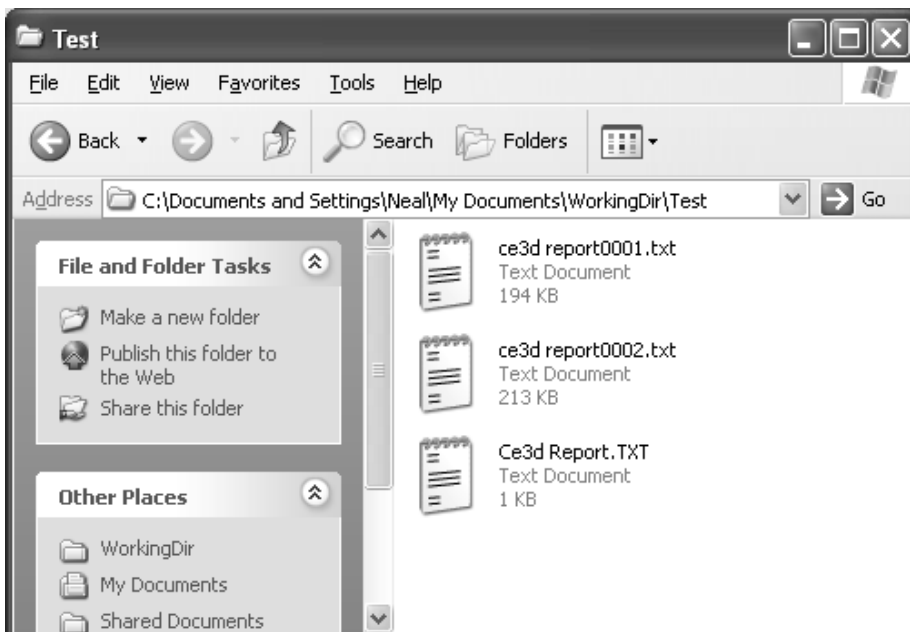 Test
File Edit View Favorites Tools Help
Back Search Folders
Address C:\Documents and Settings\Neal\My Documents\WorkingDir\Test Go
File and Folder Tasks
Make a new folder
Publish this folder to
the Web
Share this folder
Other Places
WorkingDir
My Documents
Shared Documents
ce3d report0001.txt
Text Document
194 KB
ce3d report0002.txt
Text Document
213 KB
Ce3d Report.TXT
Text Document
1 KB